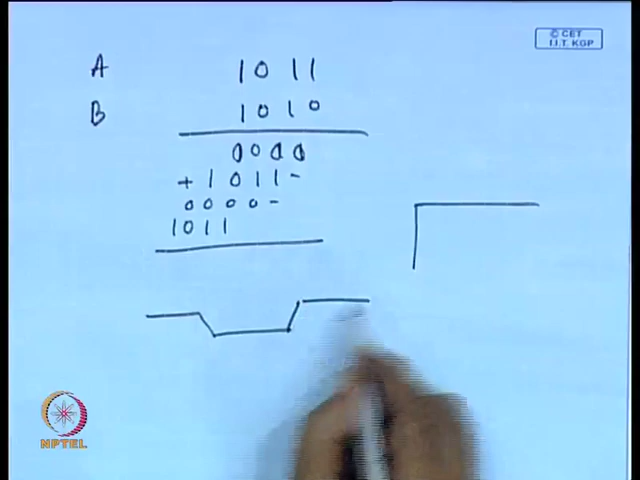 © CET
I.I.T. KGP
A 1011
B 1010
0000
+ 1011-
0000-
1011
NPTEL